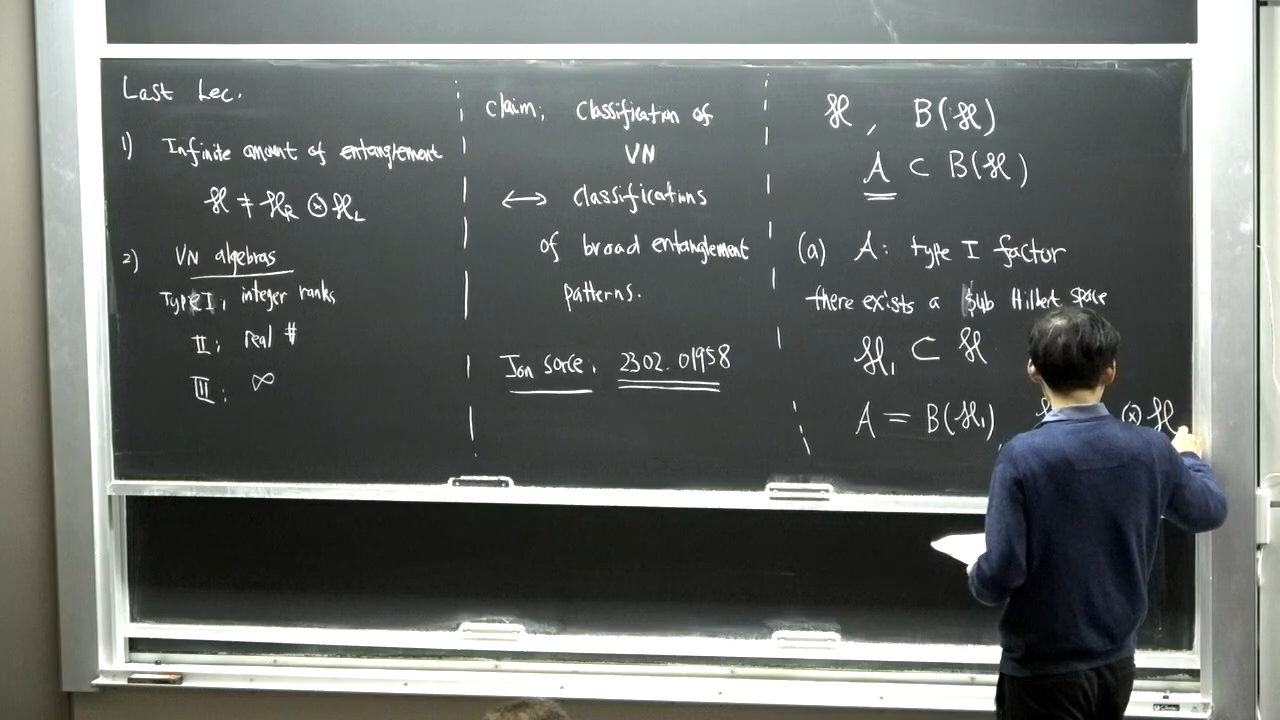 Last Lec.
1) Infinite amount of entanglement
ℋ ≠ ℋ_R ⊗ ℋ_L
2) VN algebras
Type I; integer ranks
II; real #
III; ∞
claim; Classification of
VN
↔ classifications
of broad entanglement
patterns.
Jon Sorce, 2302.01958
ℋ, B(ℋ)
A ⊂ B(ℋ)
(a) A: type I factor
there exists a sub Hilbert space
ℋ₁ ⊂ ℋ
A = B(ℋ₁), ⊗ ℋ